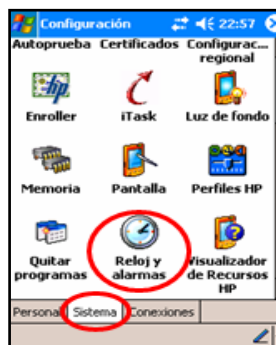 Configuración 22:57
Autoprueba Certificados Configurac...
regional
Enroller iTask Luz de fondo
Memoria Pantalla Perfiles HP
Quitar Reloj y Visualizador
programas alarmas de Recursos
HP
Personal Sistema Conexiones